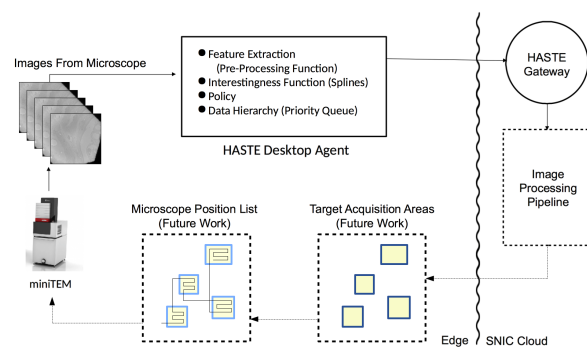 Images From Microscope
Feature Extraction
(Pre-Processing Function)
Interestingness Function (Splines)
Policy
Data Hierarchy (Priority Queue)
HASTE Desktop Agent
HASTE
Gateway
Image
Processing
Pipeline
Microscope Position List
(Future Work)
Target Acquisition Areas
(Future Work)
miniTEM
Edge
SNIC Cloud